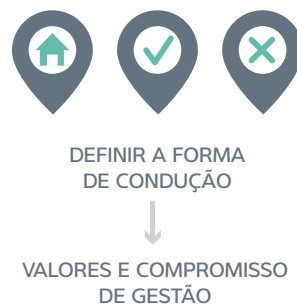 DEFINIR A FORMA
DE CONDUÇÃO
VALORES E COMPROMISSO
DE GESTÃO